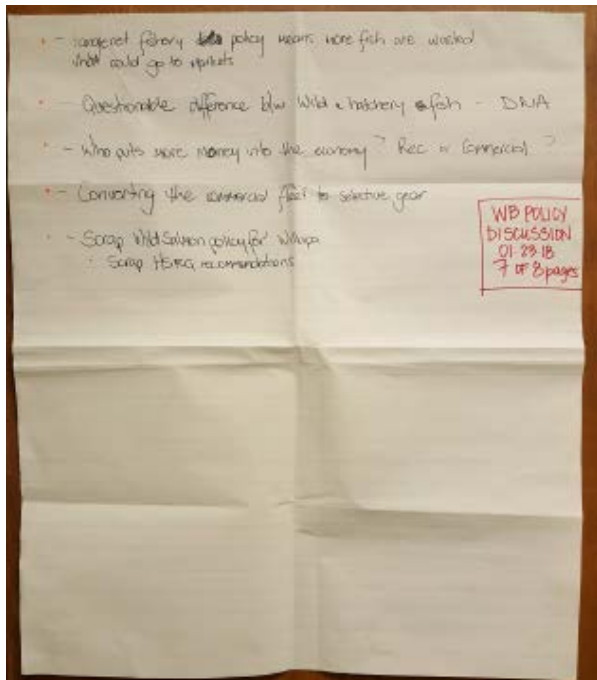 - Tanglenet fishery policy means more fish are wasted
that could go to markets
- Questionable difference b/w Wild & hatchery fish - DNA
- Who puts more money into the economy? Rec or Commercial?
- Converting the commercial fleet to selective gear
- Scrap Wild Salmon policy for Willapa
- Scrap HSRG recommendations
WB POLICY
DISCUSSION
01-23-18
7 OF 8 pages